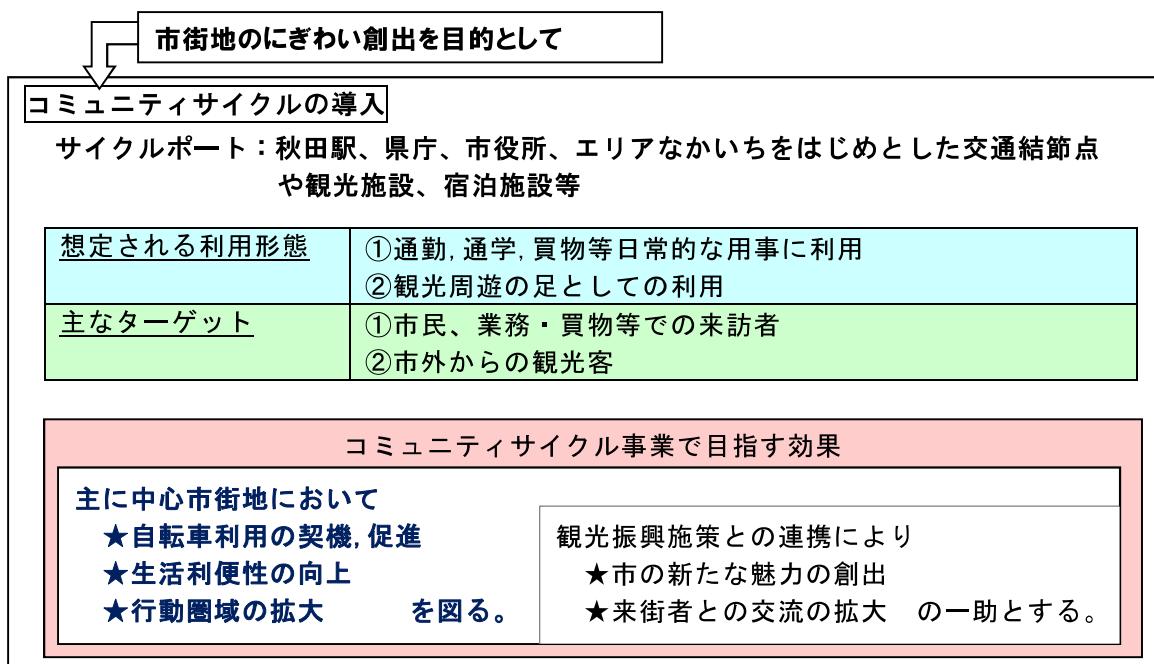 市街地のにぎわい創出を目的として
コミュニティサイクルの導入
サイクルポート：秋田駅、県庁、市役所、エリアなかいちをはじめとした交通結節点
や観光施設、宿泊施設等
想定される利用形態
①通勤,通学,買物等日常的な用事に利用
②観光周遊の足としての利用
主なターゲット
①市民、業務・買物等での来訪者
②市外からの観光客
コミュニティサイクル事業で目指す効果
主に中心市街地において
★自転車利用の契機,促進
★生活利便性の向上
★行動圏域の拡大　　　を図る。
観光振興施策との連携により
★市の新たな魅力の創出
★来街者との交流の拡大　の一助とする。